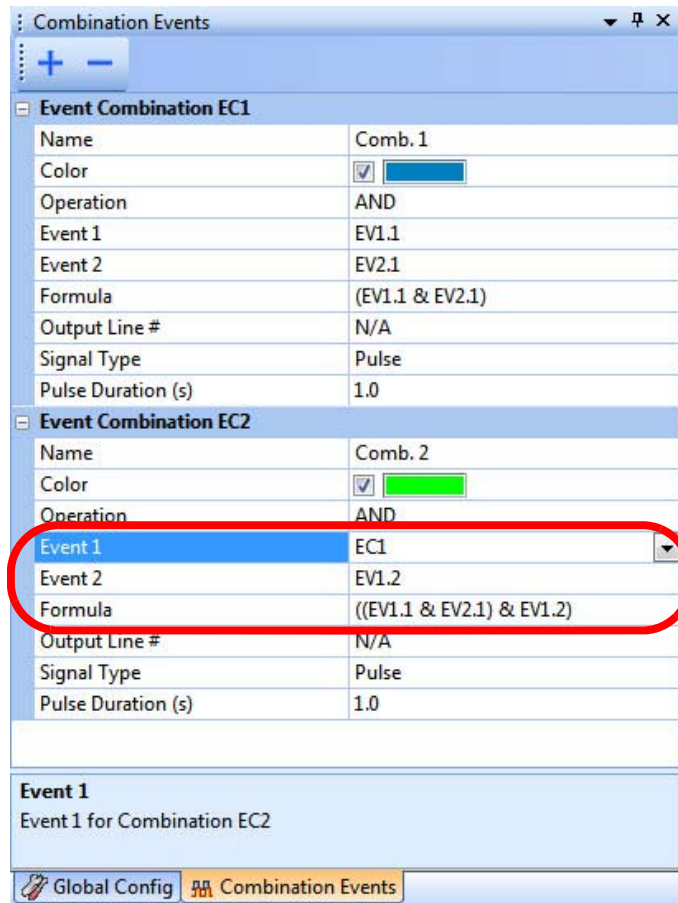 Combination Events
Event Combination EC1
Name Comb. 1
Color
Operation AND
Event 1 EV1.1
Event 2 EV2.1
Formula (EV1.1 & EV2.1)
Output Line # N/A
Signal Type Pulse
Pulse Duration (s) 1.0
Event Combination EC2
Name Comb. 2
Color
Operation AND
Event 1 EC1
Event 2 EV1.2
Formula ((EV1.1 & EV2.1) & EV1.2)
Output Line # N/A
Signal Type Pulse
Pulse Duration (s) 1.0
Event 1
Event 1 for Combination EC2
Global Config Combination Events